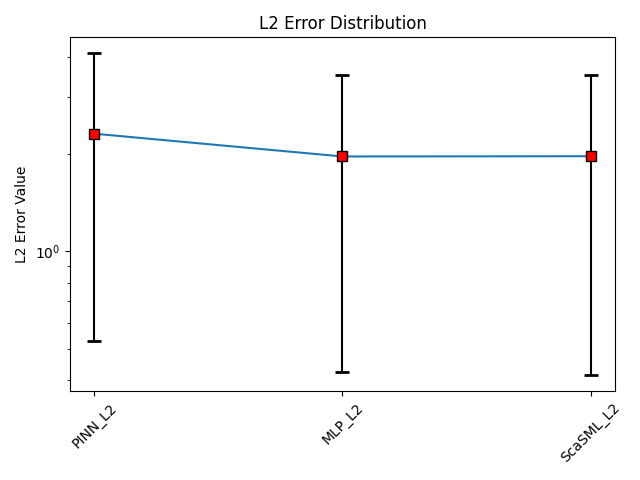 L2 Error Distribution
L2 Error Value
10⁰
PINN_L2
MLP_L2
ScaSML_L2